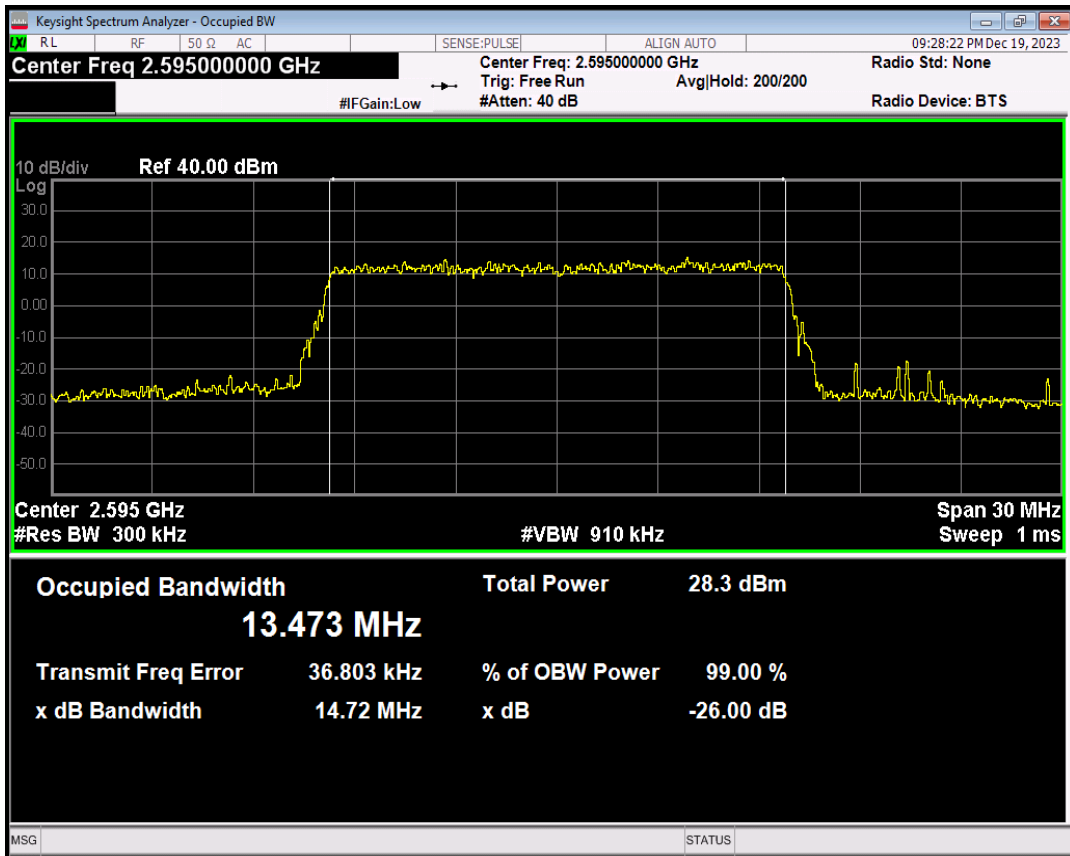 Keysight Spectrum Analyzer - Occupied BW
LXI RL RF 50 Ω AC SENSE:PULSE ALIGN AUTO 09:28:22 PM Dec 19, 2023
Center Freq 2.595000000 GHz Center Freq: 2.595000000 GHz Radio Std: None
Trig: Free Run Avg|Hold: 200/200
#IFGain:Low #Atten: 40 dB Radio Device: BTS
10 dB/div Ref 40.00 dBm
Log
30.0
20.0
10.0
0.00
-10.0
-20.0
-30.0
-40.0
-50.0
Center 2.595 GHz Span 30 MHz
#Res BW 300 kHz #VBW 910 kHz Sweep 1 ms
Occupied Bandwidth Total Power 28.3 dBm
13.473 MHz
Transmit Freq Error 36.803 kHz % of OBW Power 99.00 %
x dB Bandwidth 14.72 MHz x dB -26.00 dB
MSG STATUS